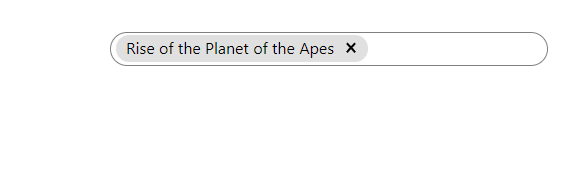 Rise of the Planet of the Apes ×